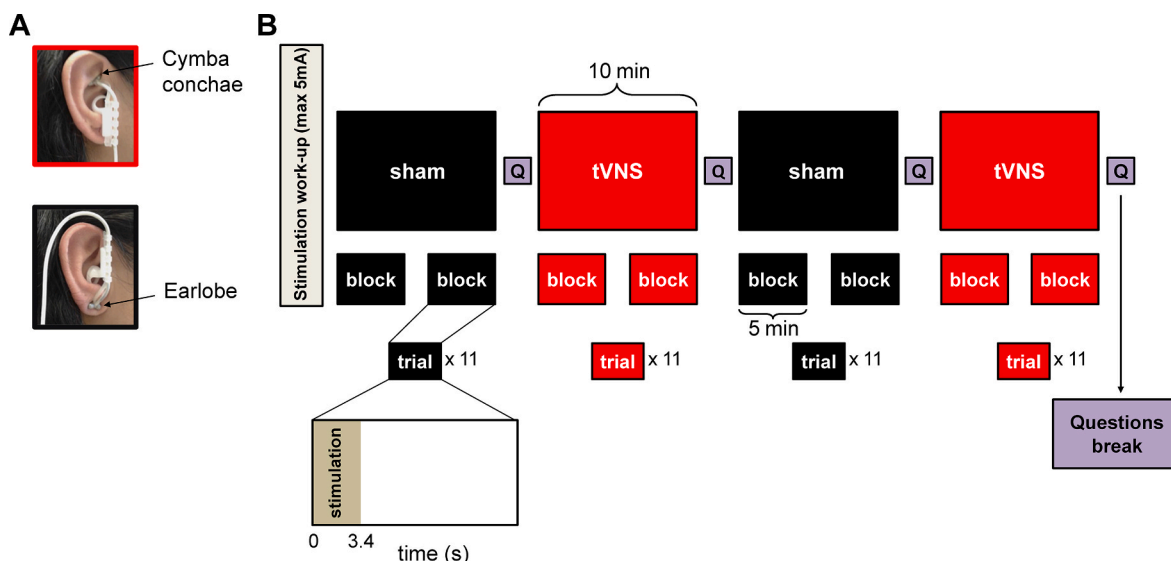 A
Cymba
conchae
Earlobe
B
Stimulation work-up (max 5mA)
10 min
sham
Q
tVNS
Q
sham
Q
tVNS
Q
block
block
block
block
block
block
block
block
5 min
trial x 11
trial x 11
trial x 11
trial x 11
stimulation
0
3.4
time (s)
Questions
break